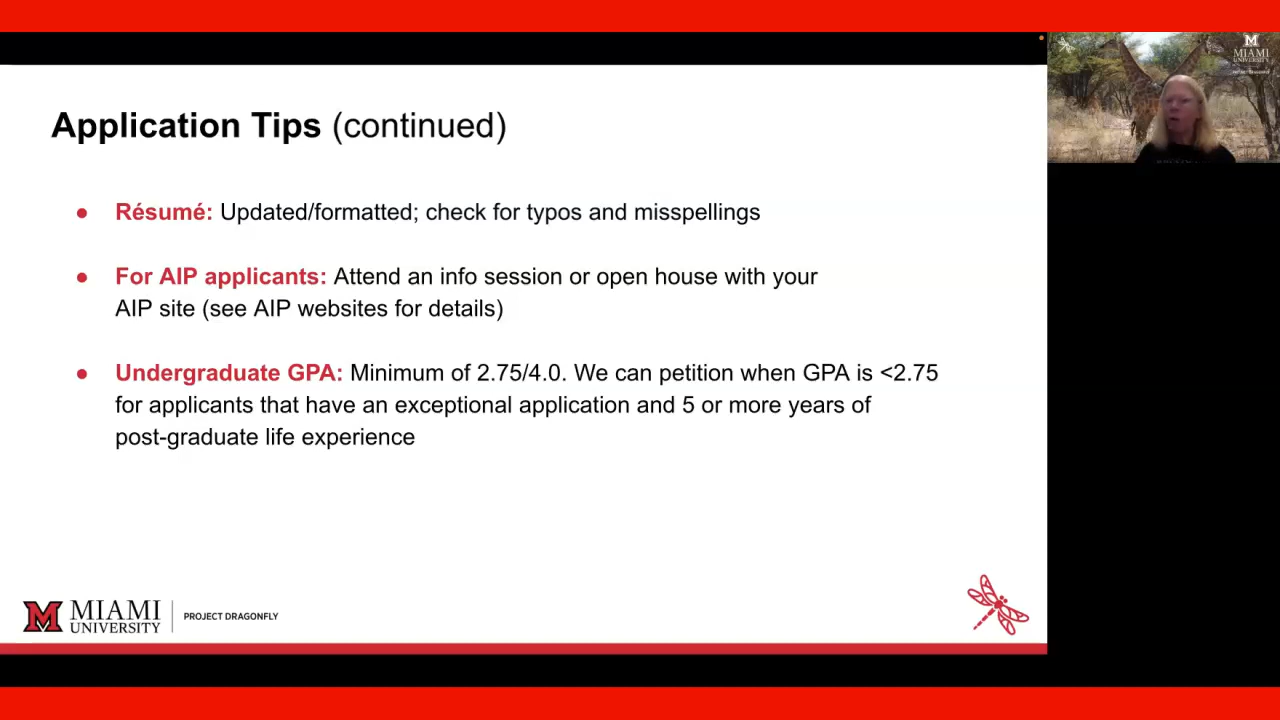 Application Tips (continued)
● Résumé: Updated/formatted; check for typos and misspellings
● For AIP applicants: Attend an info session or open house with your
AIP site (see AIP websites for details)
● Undergraduate GPA: Minimum of 2.75/4.0. We can petition when GPA is <2.75
for applicants that have an exceptional application and 5 or more years of
post-graduate life experience
M MIAMI
UNIVERSITY
PROJECT DRAGONFLY
M
MIAMI
UNIVERSITY